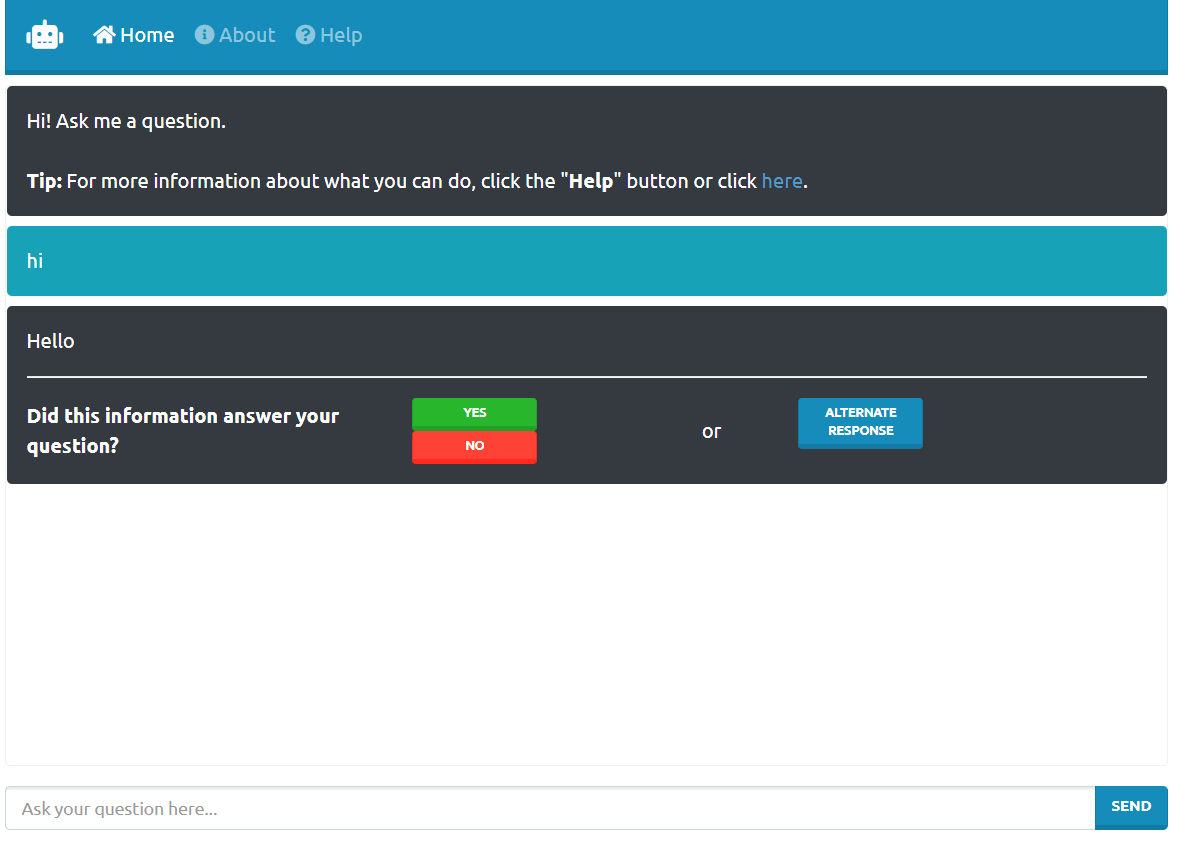 Home About Help
Hi! Ask me a question.
Tip: For more information about what you can do, click the "Help" button or click here.
hi
Hello
Did this information answer your
question?
YES
NO
or
ALTERNATE
RESPONSE
Ask your question here...
SEND